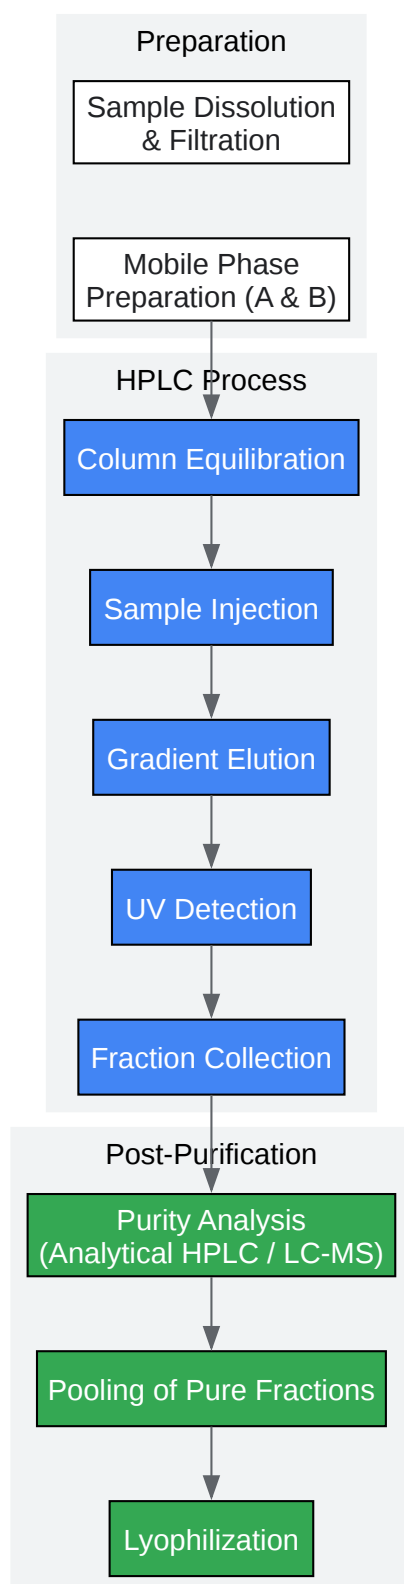 Preparation
Sample Dissolution
& Filtration
Mobile Phase
Preparation (A & B)
HPLC Process
Column Equilibration
Sample Injection
Gradient Elution
UV Detection
Fraction Collection
Post-Purification
Purity Analysis
(Analytical HPLC / LC-MS)
Pooling of Pure Fractions
Lyophilization